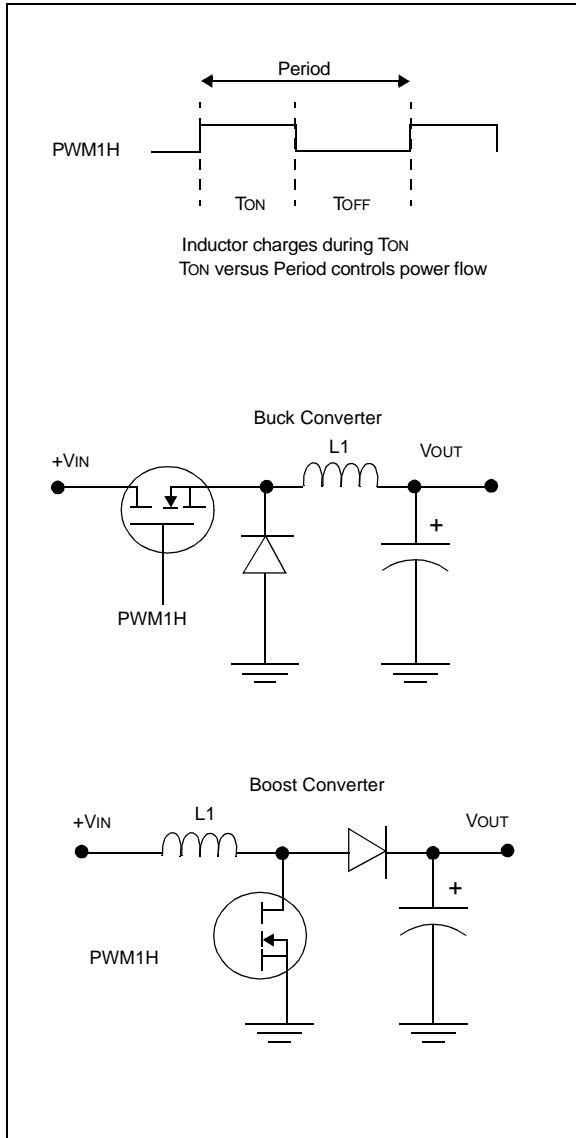 Period
PWM1H
TON TOFF
Inductor charges during TON
TON versus Period controls power flow
Buck Converter
L1
+VIN
VOUT
+
PWM1H
Boost Converter
L1
+VIN
VOUT
+
PWM1H